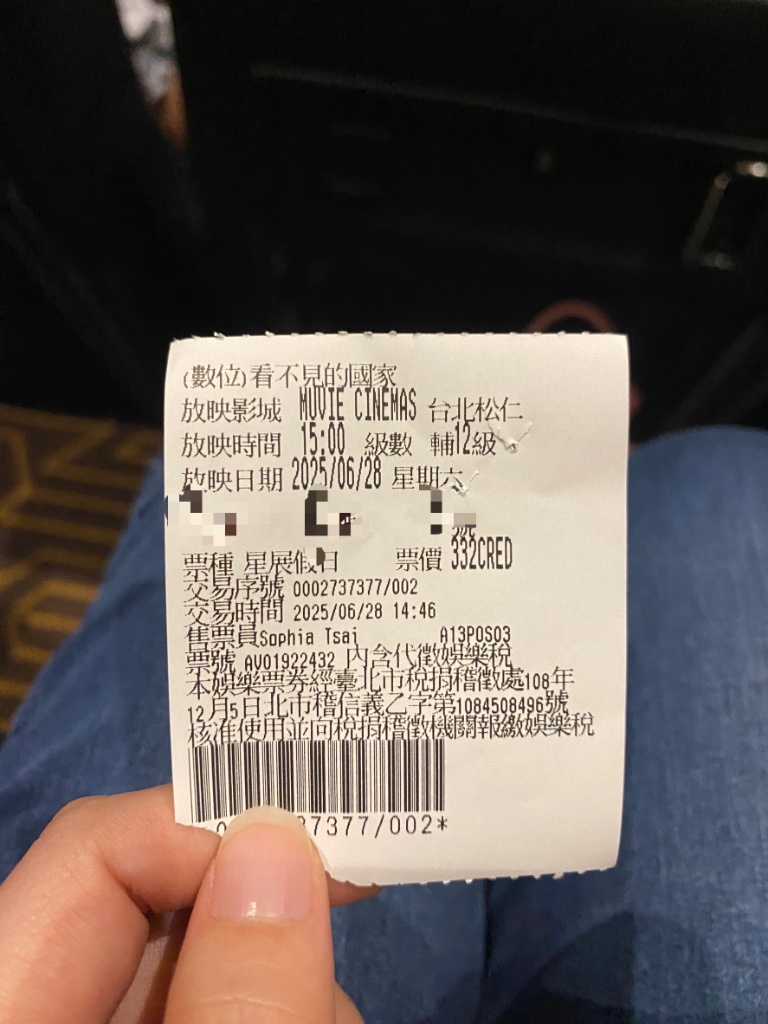 (數位)看不見的國家
放映影城 MUVIE CINEMAS 台北松仁
放映時間 15:00 級數 輔12級
放映日期 2025/06/28 星期六
號
票種 星展假日 票價 332CRED
交易序號 0002737377/002
交易時間 2025/06/28 14:46
售票員Sophia Tsai A13POS03
票號 AV01922432 內含代徵娛樂稅
本娛樂票券經臺北市稅捐稽徵處108年
12月5日北市稽信義乙字第1084508496號
核准使用並向稅捐稽徵機關報繳娛樂稅
7377/002*